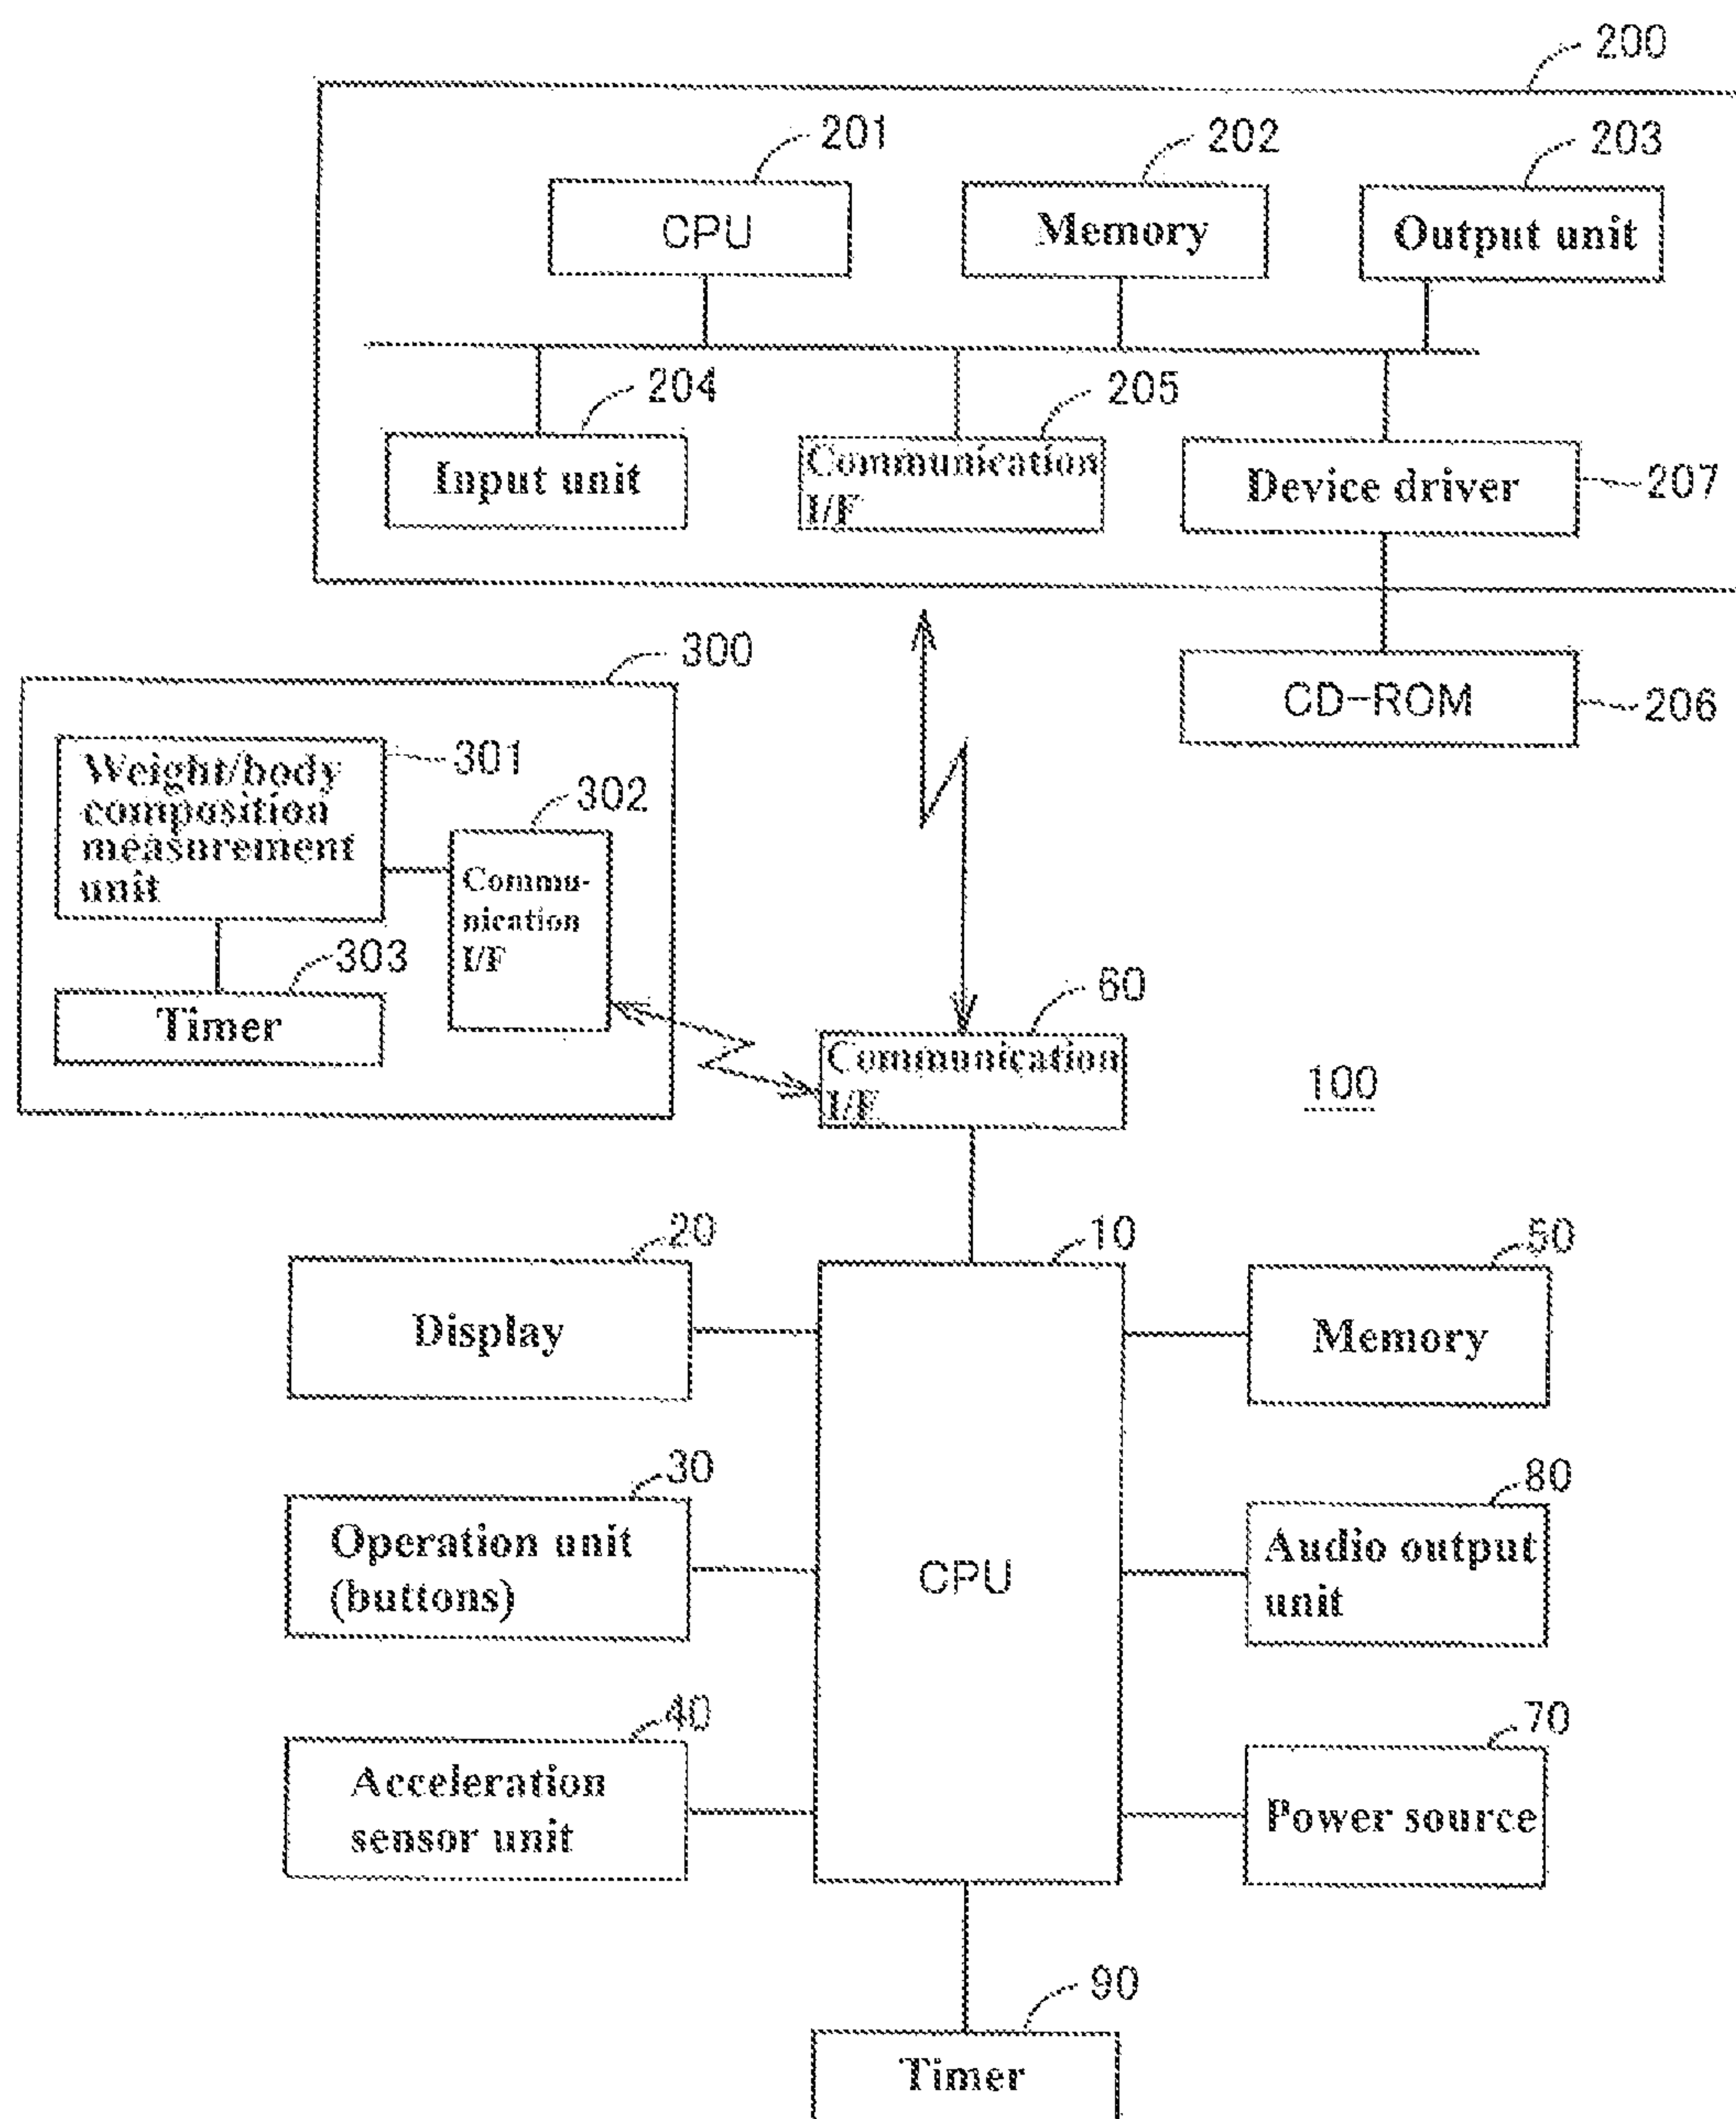 200
201
202
203
CPU
Memory
Output unit
204
205
Input unit
Communication
I/F
Device driver
207
CD-ROM
206
300
Weight/body
composition
measurement
unit
301
302
Commu-
nication
I/F
303
Timer
60
Communication
I/F
100
20
10
50
Display
Memory
30
80
Operation unit
(buttons)
CPU
Audio output
unit
40
70
Acceleration
sensor unit
Power source
90
Timer